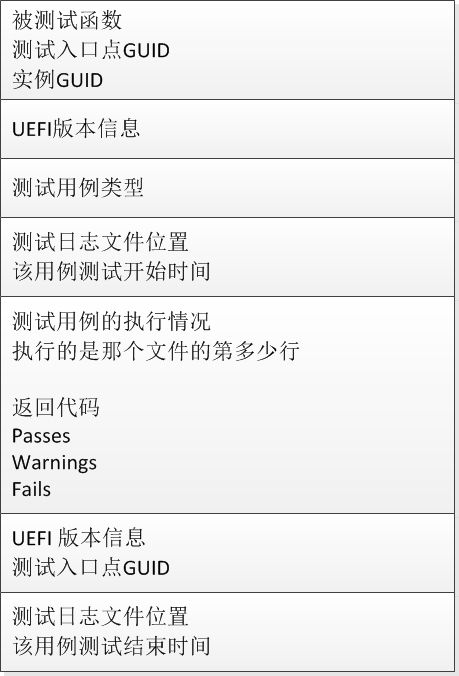 被测试函数
测试入口点GUID
实例GUID
UEFI版本信息
测试用例类型
测试日志文件位置
该用例测试开始时间
测试用例的执行情况
执行的是那个文件的第多少行
返回代码
Passes
Warnings
Fails
UEFI 版本信息
测试入口点GUID
测试日志文件位置
该用例测试结束时间